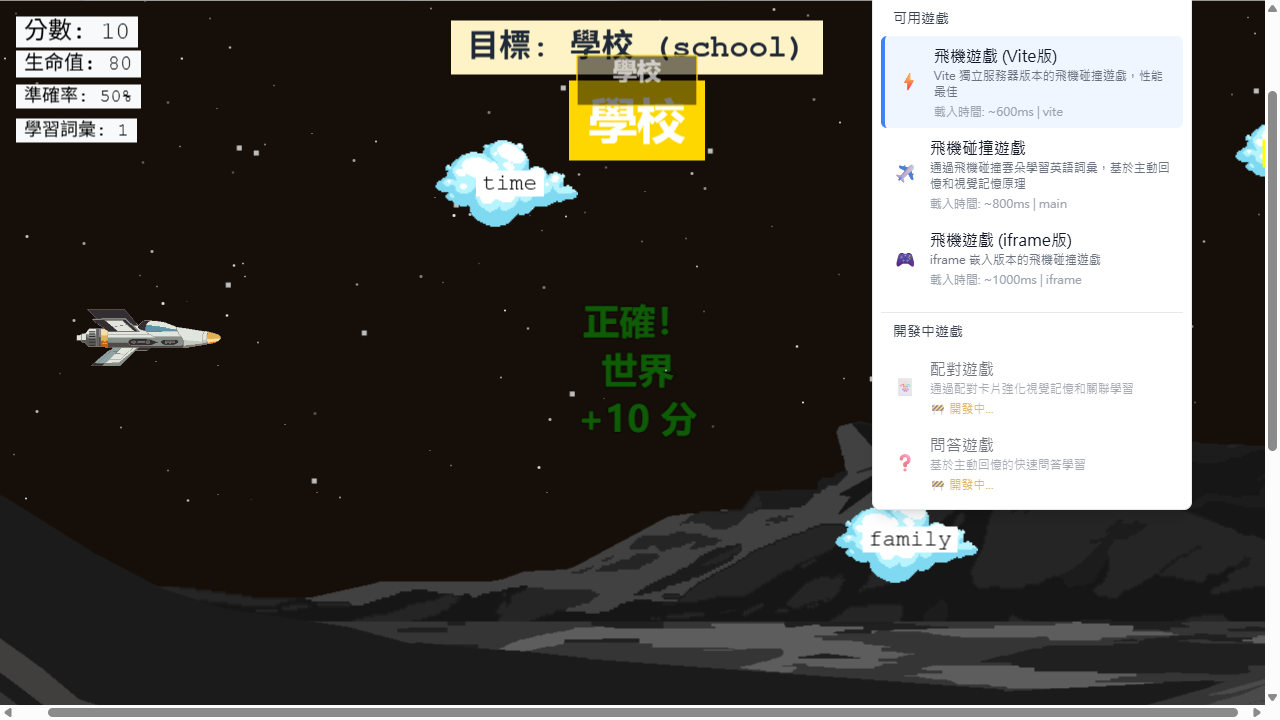 分數: 10
生命值: 80
準確率: 50%
學習詞彙: 1
目標: 學校 (school)
學校
學校
time
正確!
世界
+10 分
family
可用遊戲
飛機遊戲 (Vite版)
Vite 獨立服務器版本的飛機碰撞遊戲，性能
最佳
載入時間: ~600ms | vite
飛機碰撞遊戲
通過飛機碰撞雲朵學習英語詞彙，基於主動回
憶和視覺記憶原理
載入時間: ~800ms | main
飛機遊戲 (iframe版)
iframe 嵌入版本的飛機碰撞遊戲
載入時間: ~1000ms | iframe
開發中遊戲
配對遊戲
通過配對卡片強化視覺記憶和關聯學習
🚧 開發中...
問答遊戲
基於主動回憶的快速問答學習
🚧 開發中...